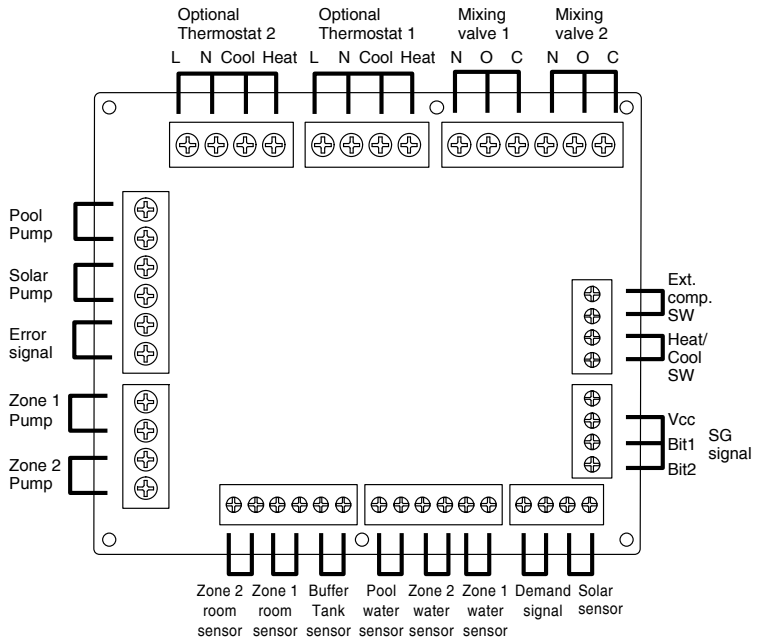 Optional
Thermostat 2
Optional
Thermostat 1
Mixing
valve 1
Mixing
valve 2
L N Cool Heat
L N Cool Heat
N O C
N O C
Pool
Pump
Solar
Pump
Error
signal
Zone 1
Pump
Zone 2
Pump
Ext.
comp.
SW
Heat/
Cool
SW
Vcc
Bit1
Bit2
SG
signal
Zone 2
room
sensor
Zone 1
room
sensor
Buffer
Tank
sensor
Pool
water
sensor
Zone 2
water
sensor
Zone 1
water
sensor
Demand
signal
Solar
sensor